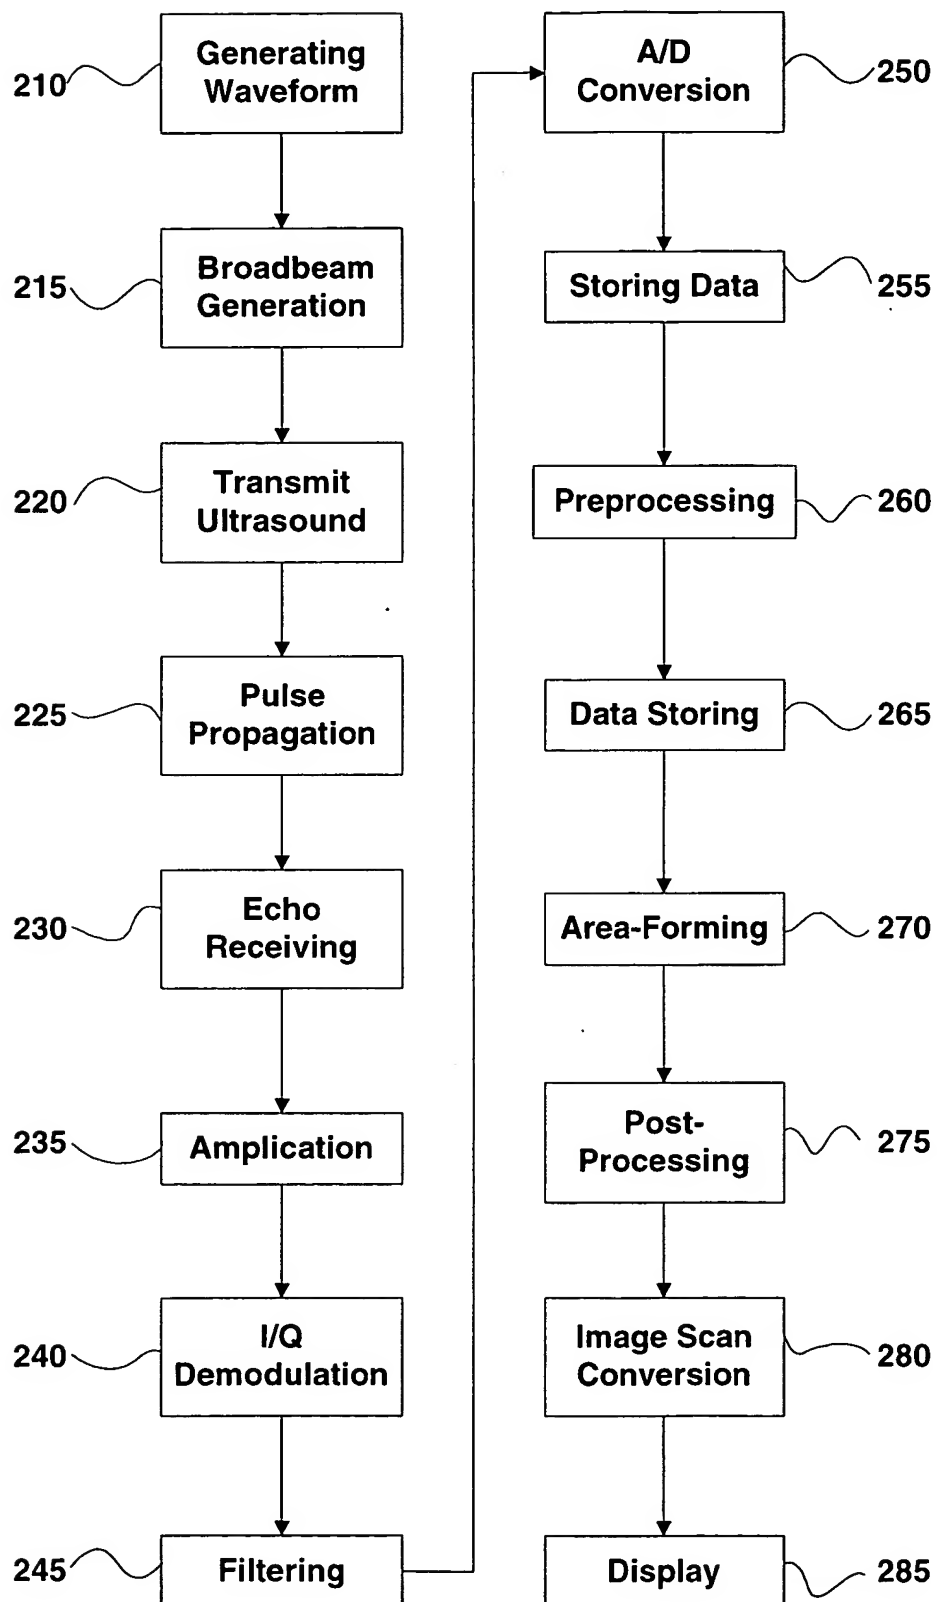 210
Generating
Waveform
215
Broadbeam
Generation
220
Transmit
Ultrasound
225
Pulse
Propagation
230
Echo
Receiving
235
Amplication
240
I/Q
Demodulation
245
Filtering
A/D
Conversion
250
Storing Data
255
Preprocessing
260
Data Storing
265
Area-Forming
270
Post-
Processing
275
Image Scan
Conversion
280
Display
285